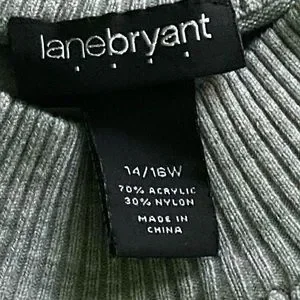 lanebryant
14/16W
70% ACRYLIC
30% NYLON
MADE IN
CHINA